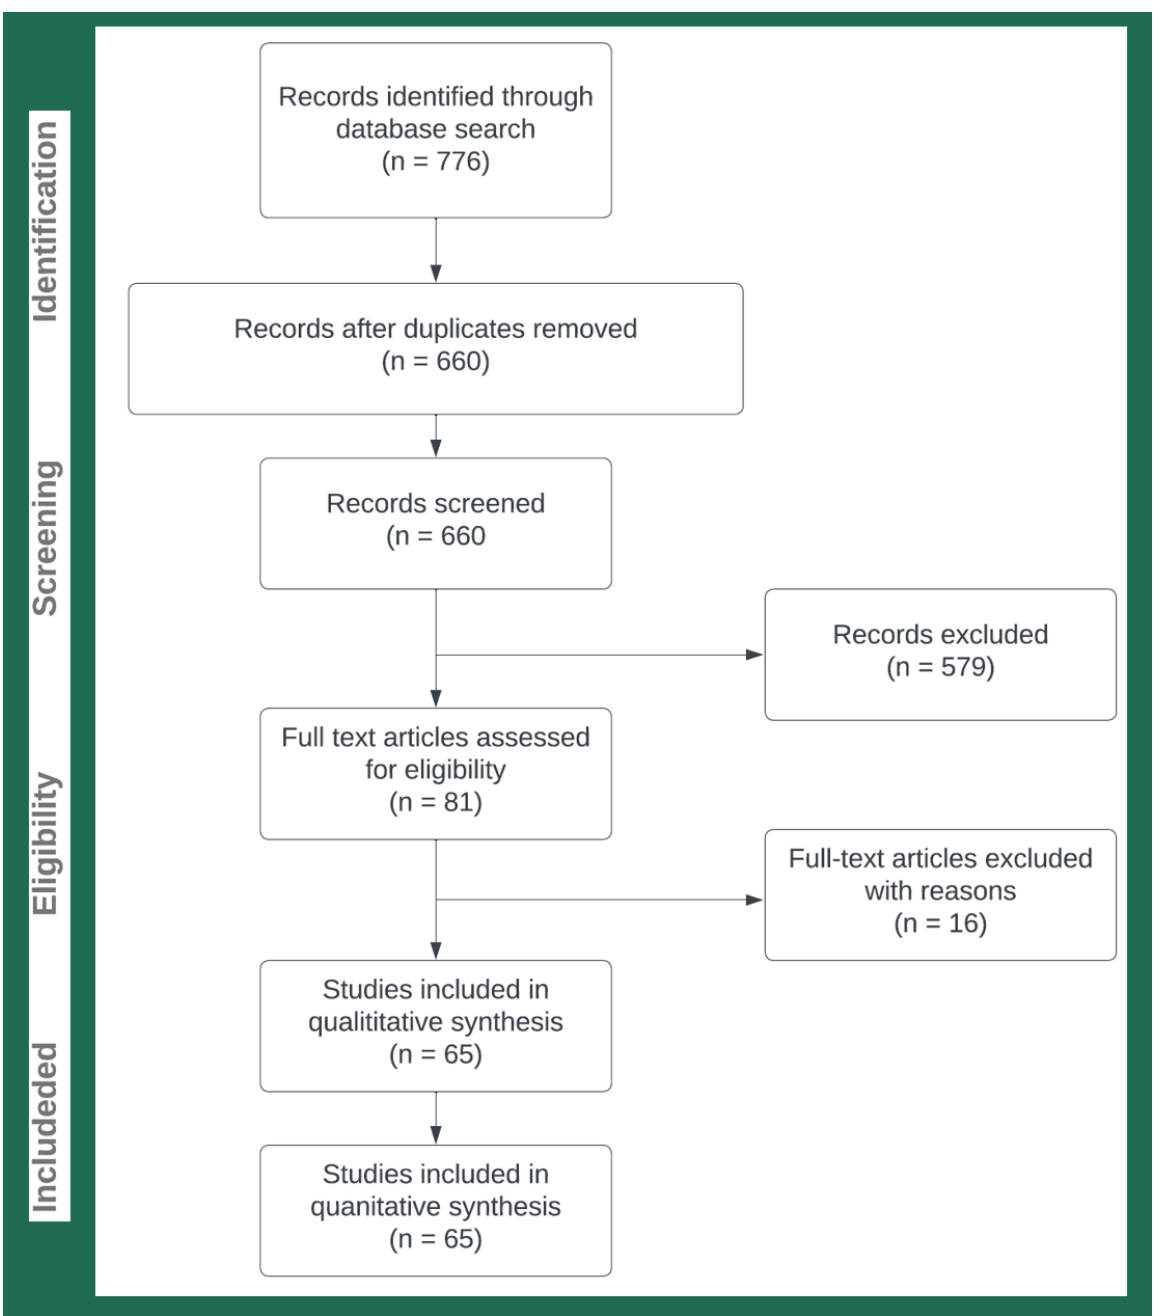 Identification
Records identified through
database search
(n = 776)
Records after duplicates removed
(n = 660)
Screening
Records screened
(n = 660
Records excluded
(n = 579)
Eligibility
Full text articles assessed
for eligibility
(n = 81)
Full-text articles excluded
with reasons
(n = 16)
Includeded
Studies included in
qualititative synthesis
(n = 65)
Studies included in
quanitative synthesis
(n = 65)